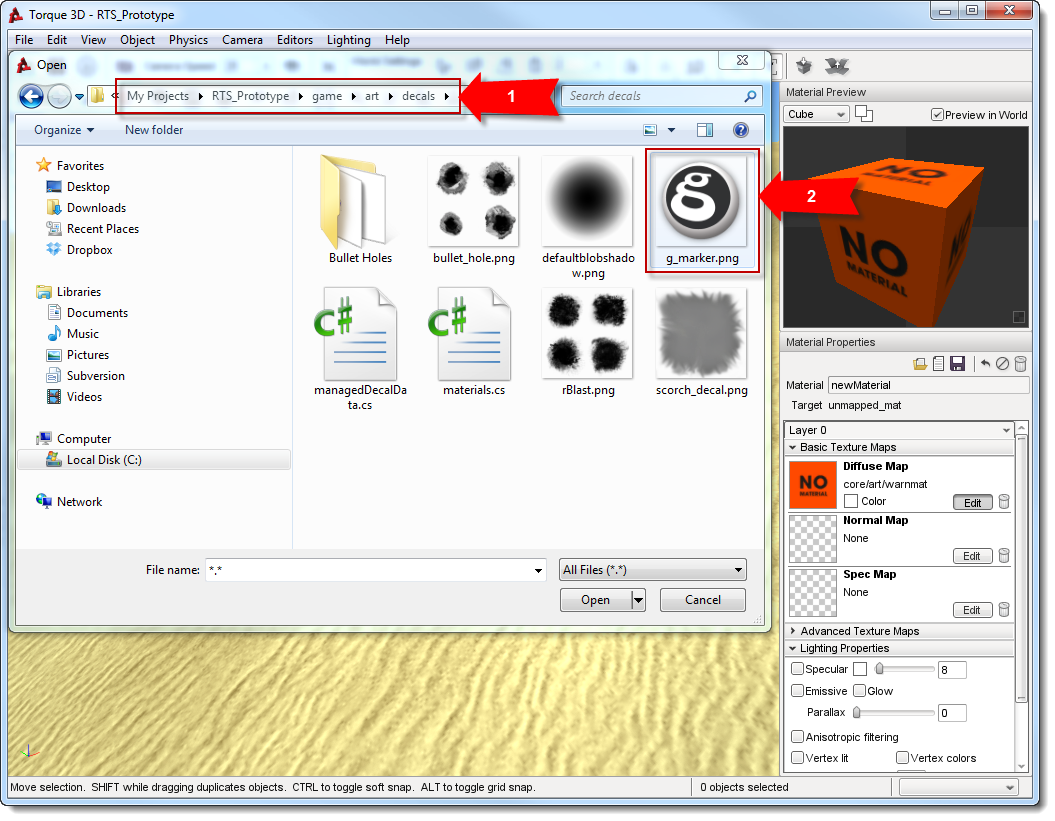 Torque 3D - RTS_Prototype
File Edit View Object Physics Camera Editors Lighting Help
Open
« My Projects RTS_Prototype game art decals
1
Search decals
Organize New folder
Favorites
Desktop
Downloads
Recent Places
Dropbox
Libraries
Documents
Music
Pictures
Subversion
Videos
Computer
Local Disk (C:)
Network
g
2
Bullet Holes
bullet_hole.png
defaultblobshado
w.png
g_marker.png
C#
managedDecalDa
ta.cs
C#
materials.cs
rBlast.png
scorch_decal.png
File name: *.*
All Files (*.*)
Open Cancel
Material Preview
Cube Preview in World
NO
MATERIAL
NO
MATERIAL
Material Properties
Material newMaterial
Target unmapped_mat
Layer 0
Basic Texture Maps
NO
MATERIAL
Diffuse Map
core/art/warnmat
Color Edit
Normal Map
None
Edit
Spec Map
None
Edit
Advanced Texture Maps
Lighting Properties
Specular 8
Emissive Glow
Parallax 0
Anisotropic filtering
Vertex lit Vertex colors
Move selection. SHIFT while dragging duplicates objects. CTRL to toggle soft snap. ALT to toggle grid snap.
0 objects selected